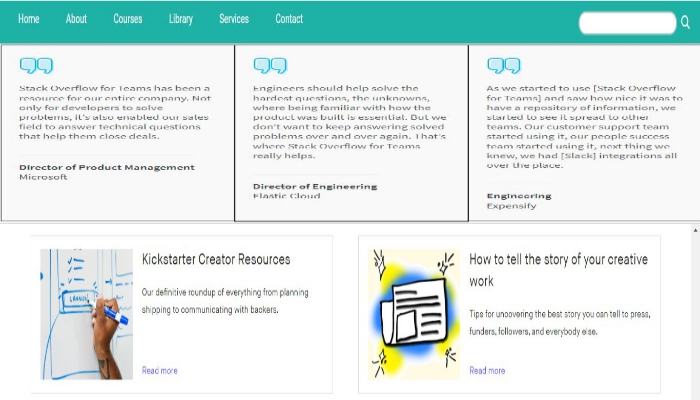 Home About Courses Library Services Contact
Stack Overflow for Teams has been a
resource for our entire company. Not
only for developers to solve
problems, it's also enabled our sales
field to answer technical questions
that help them close deals.
Director of Product Management
Microsoft
Engineers should help solve the
hardest questions, the unknowns,
where being familiar with how the
product was built is essential. But we
don't want to keep answering solved
problems over and over again. That's
where Stack Overflow for Teams
really helps.
Director of Engineering
Elastic Cloud
As we started to use [Stack Overflow
for Teams] and saw how nice it was to
have a repository of information, we
started to see it spread to other
teams. Our customer support team
started using it, our people success
team started using it, next thing we
knew, we had [Slack] integrations all
over the place.
Engineering
Expensify
Kickstarter Creator Resources
Our definitive roundup of everything from planning
shipping to communicating with backers.
Read more
How to tell the story of your creative
work
Tips for uncovering the best story you can tell to press,
funders, followers, and everybody else.
Read more